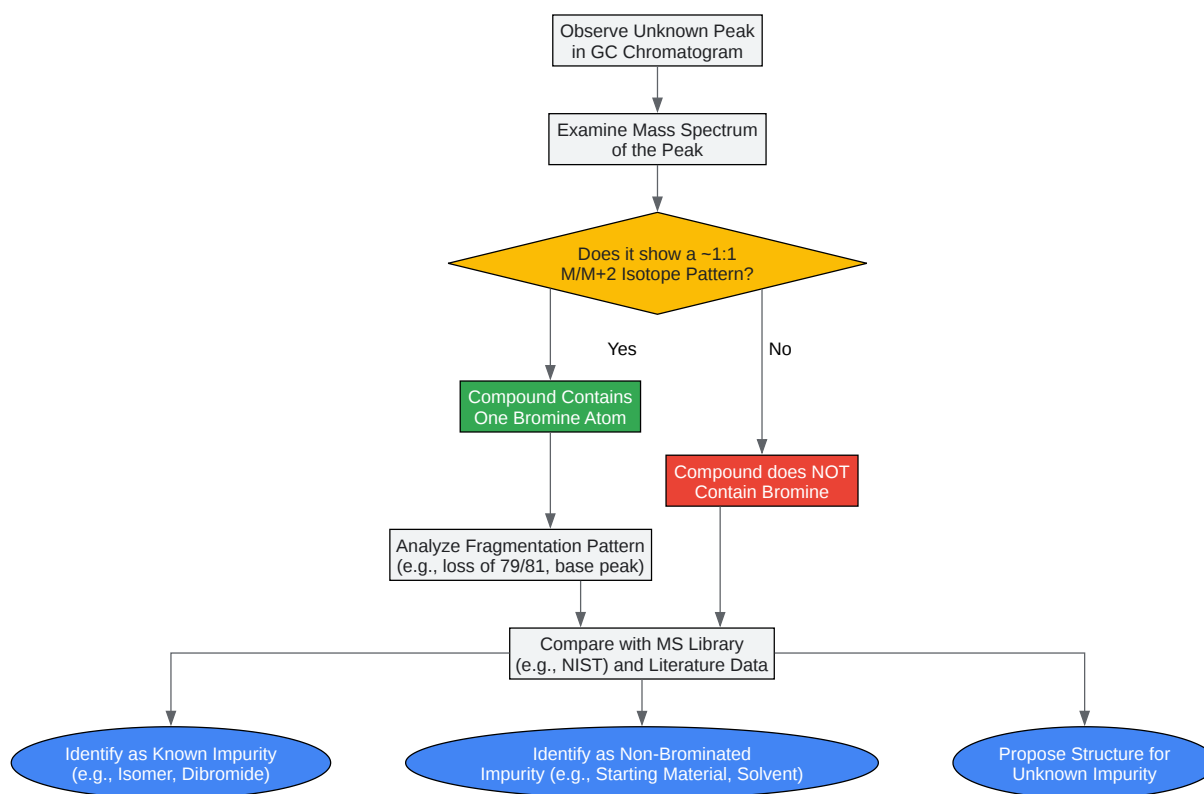 Observe Unknown Peak
in GC Chromatogram
Examine Mass Spectrum
of the Peak
Does it show a ~1:1
M/M+2 Isotope Pattern?
Yes
No
Compound Contains
One Bromine Atom
Compound does NOT
Contain Bromine
Analyze Fragmentation Pattern
(e.g., loss of 79/81, base peak)
Compare with MS Library
(e.g., NIST) and Literature Data
Identify as Known Impurity
(e.g., Isomer, Dibromide)
Identify as Non-Brominated
Impurity (e.g., Starting Material, Solvent)
Propose Structure for
Unknown Impurity